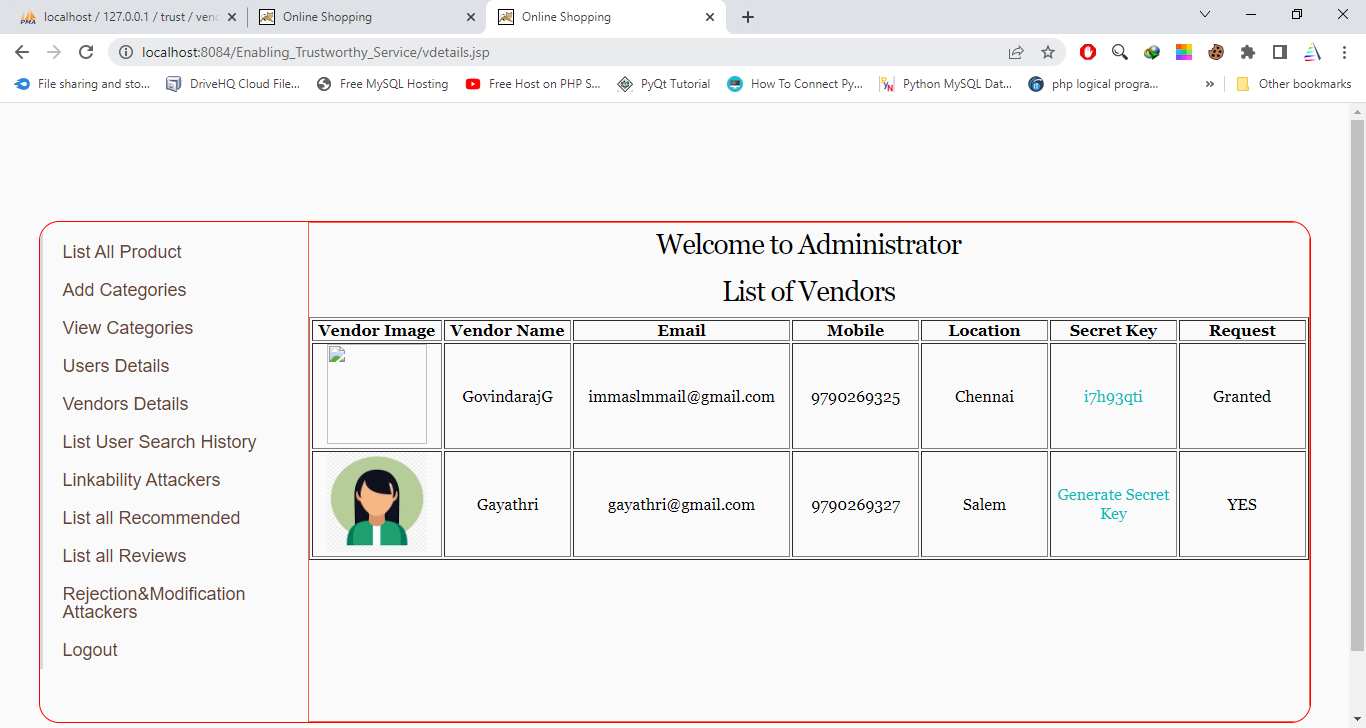 localhost / 127.0.0.1 / trust / vend
Online Shopping
Online Shopping
localhost:8084/Enabling_Trustworthy_Service/vdetails.jsp
File sharing and sto...
DriveHQ Cloud File...
Free MySQL Hosting
Free Host on PHP S...
PyQt Tutorial
How To Connect Py...
Python MySQL Dat...
php logical progra...
»
Other bookmarks
List All Product
Add Categories
View Categories
Users Details
Vendors Details
List User Search History
Linkability Attackers
List all Recommended
List all Reviews
Rejection&Modification
Attackers
Logout
Welcome to Administrator
List of Vendors
Vendor Image Vendor Name Email Mobile Location Secret Key Request
GovindarajG immaslmmail@gmail.com 9790269325 Chennai i7h93qti Granted
Gayathri gayathri@gmail.com 9790269327 Salem Generate Secret Key YES